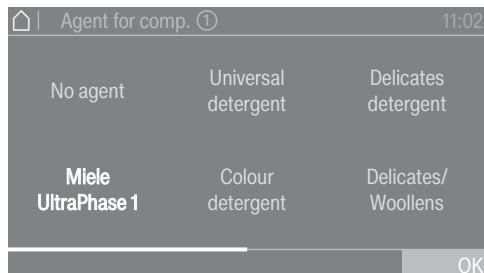 Agent for comp. ①
11:02
No agent
Universal
detergent
Delicates
detergent
Miele
UltraPhase 1
Colour
detergent
Delicates/
Woollens
OK